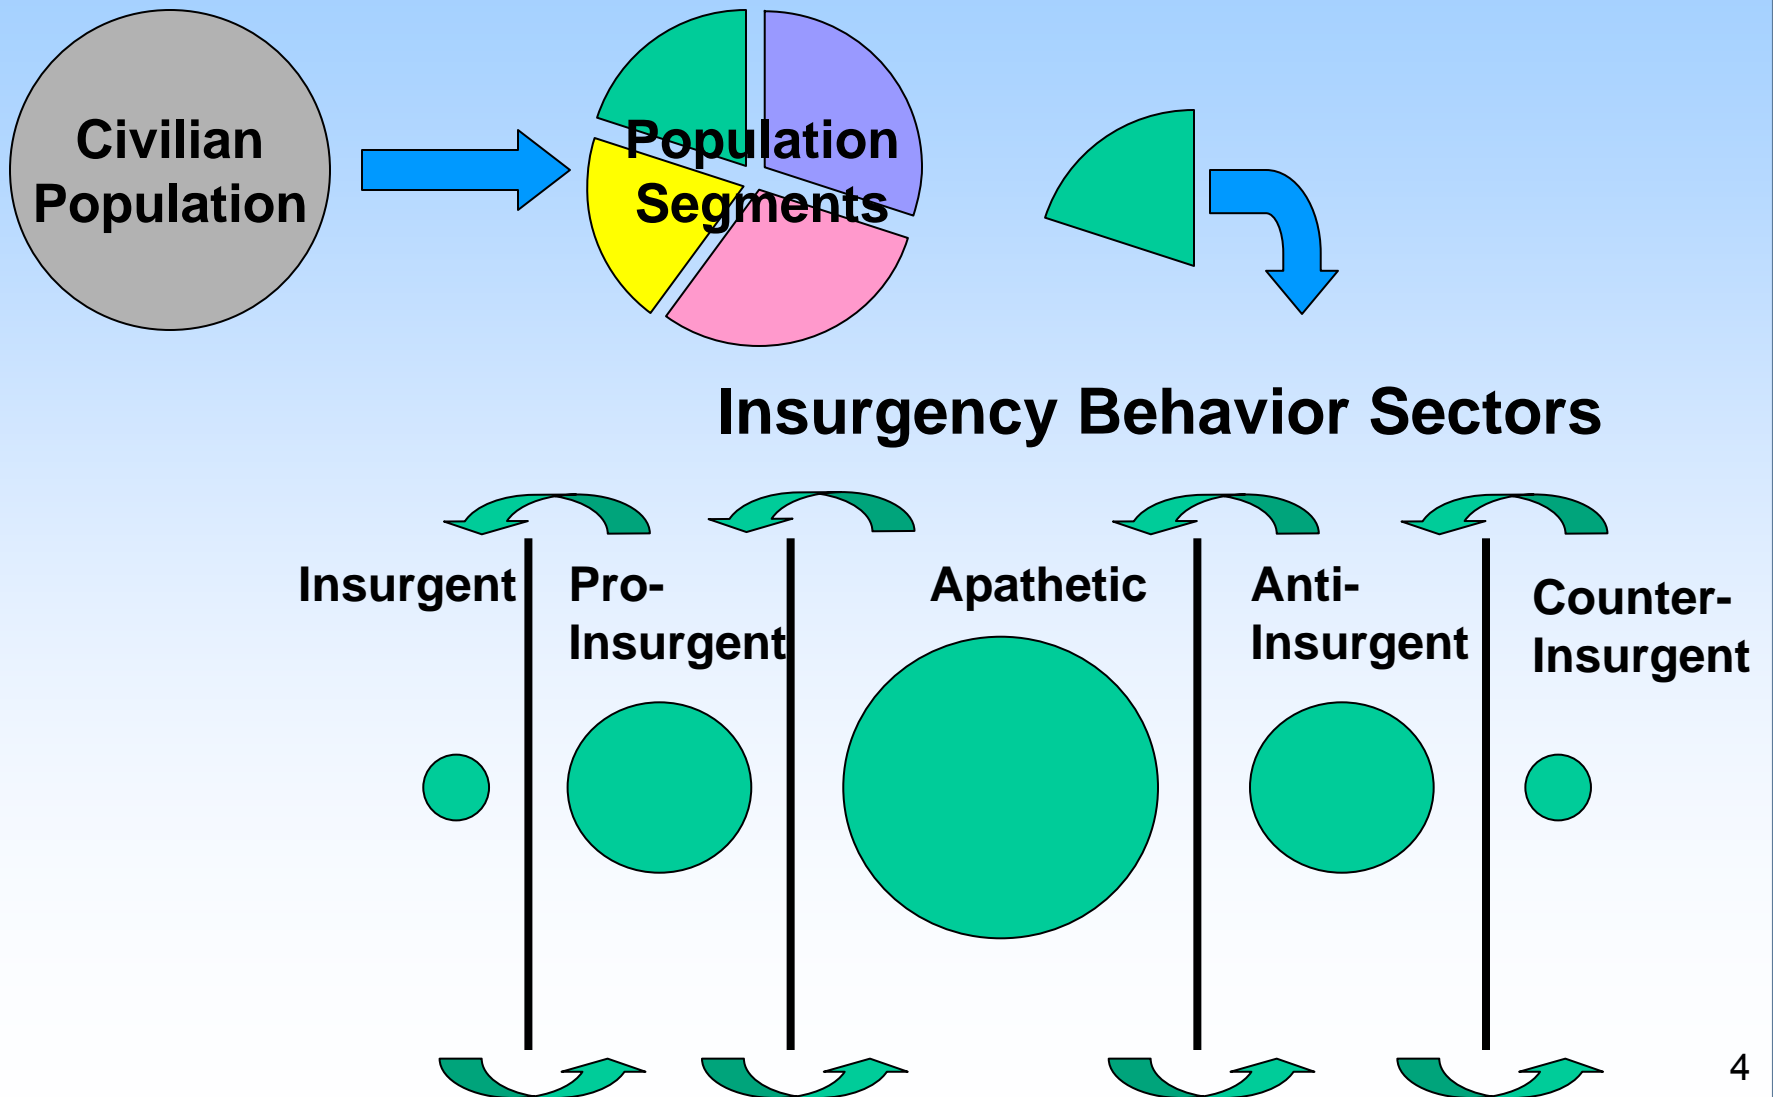 Civilian
Population
Population
Segments
Insurgency Behavior Sectors
Insurgent
Pro-
Insurgent
Apathetic
Anti-
Insurgent
Counter-
Insurgent
4